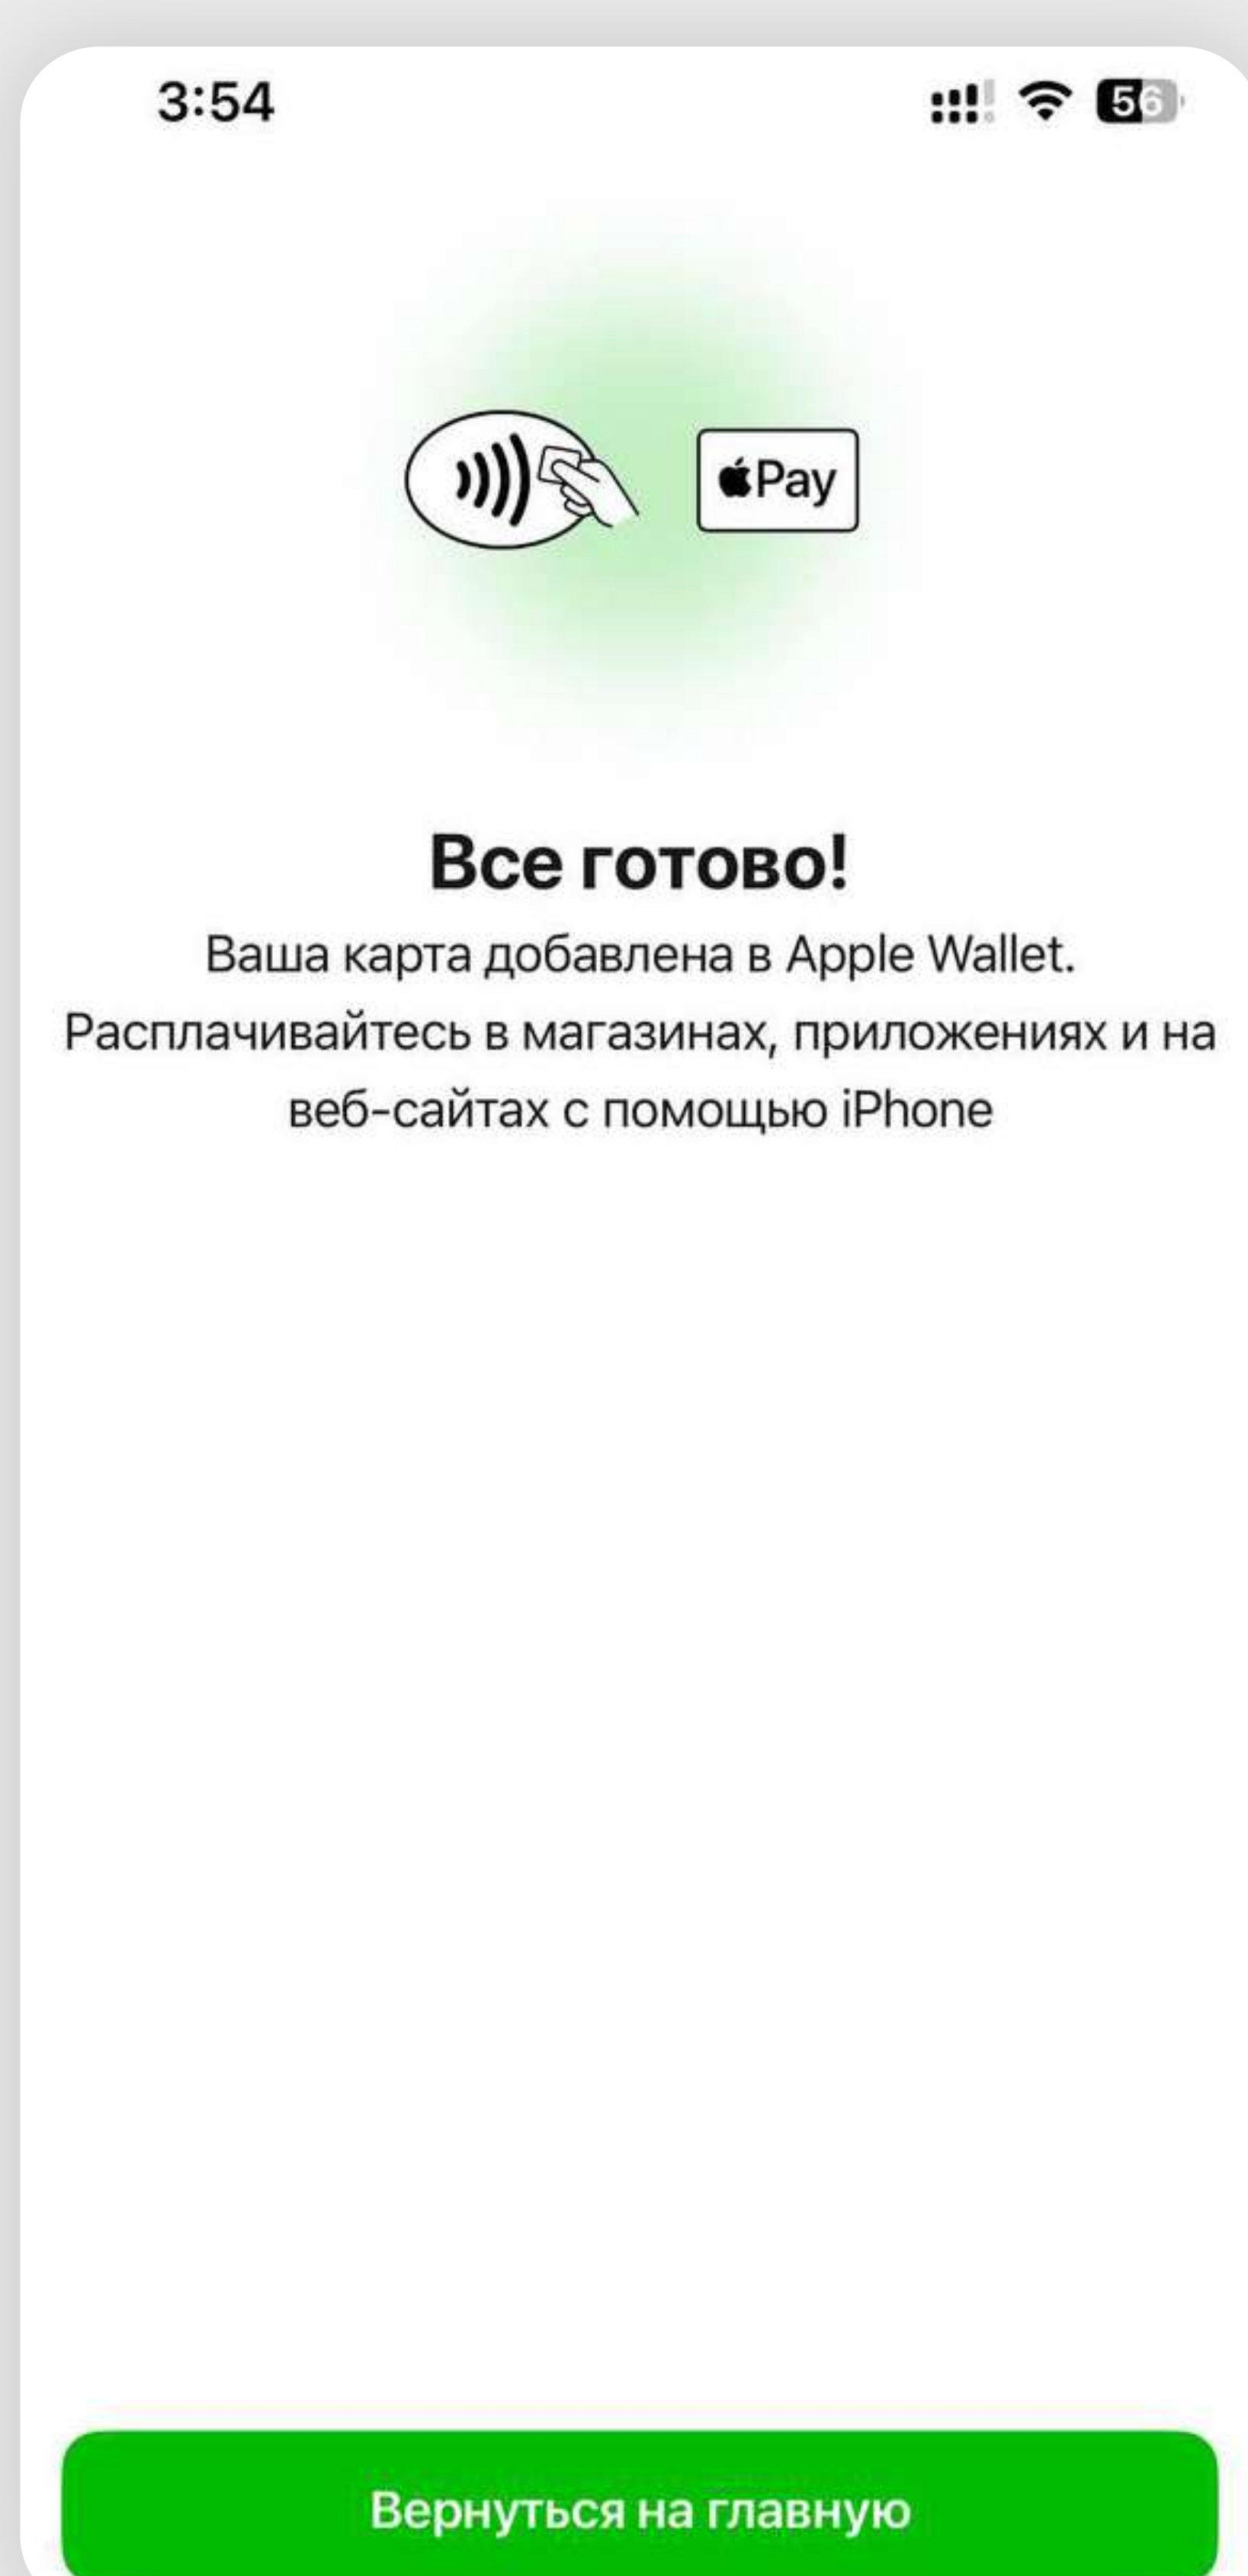 3:54
56
Pay
Все готово!
Ваша карта добавлена в Apple Wallet.
Расплачивайтесь в магазинах, приложениях и на
веб-сайтах с помощью iPhone
Вернуться на главную